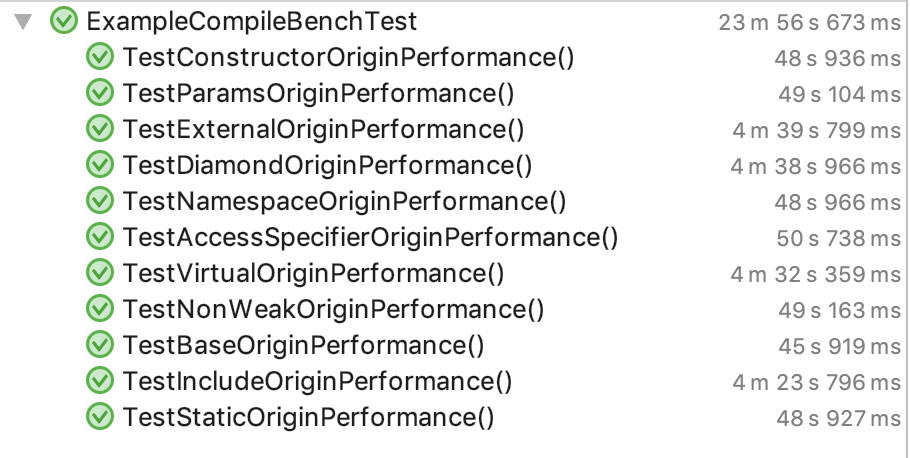 ExampleCompileBenchTest 23 m 56 s 673 ms
TestConstructorOriginPerformance() 48 s 936 ms
TestParamsOriginPerformance() 49 s 104 ms
TestExternalOriginPerformance() 4 m 39 s 799 ms
TestDiamondOriginPerformance() 4 m 38 s 966 ms
TestNamespaceOriginPerformance() 48 s 966 ms
TestAccessSpecifierOriginPerformance() 50 s 738 ms
TestVirtualOriginPerformance() 4 m 32 s 359 ms
TestNonWeakOriginPerformance() 49 s 163 ms
TestBaseOriginPerformance() 45 s 919 ms
TestIncludeOriginPerformance() 4 m 23 s 796 ms
TestStaticOriginPerformance() 48 s 927 ms